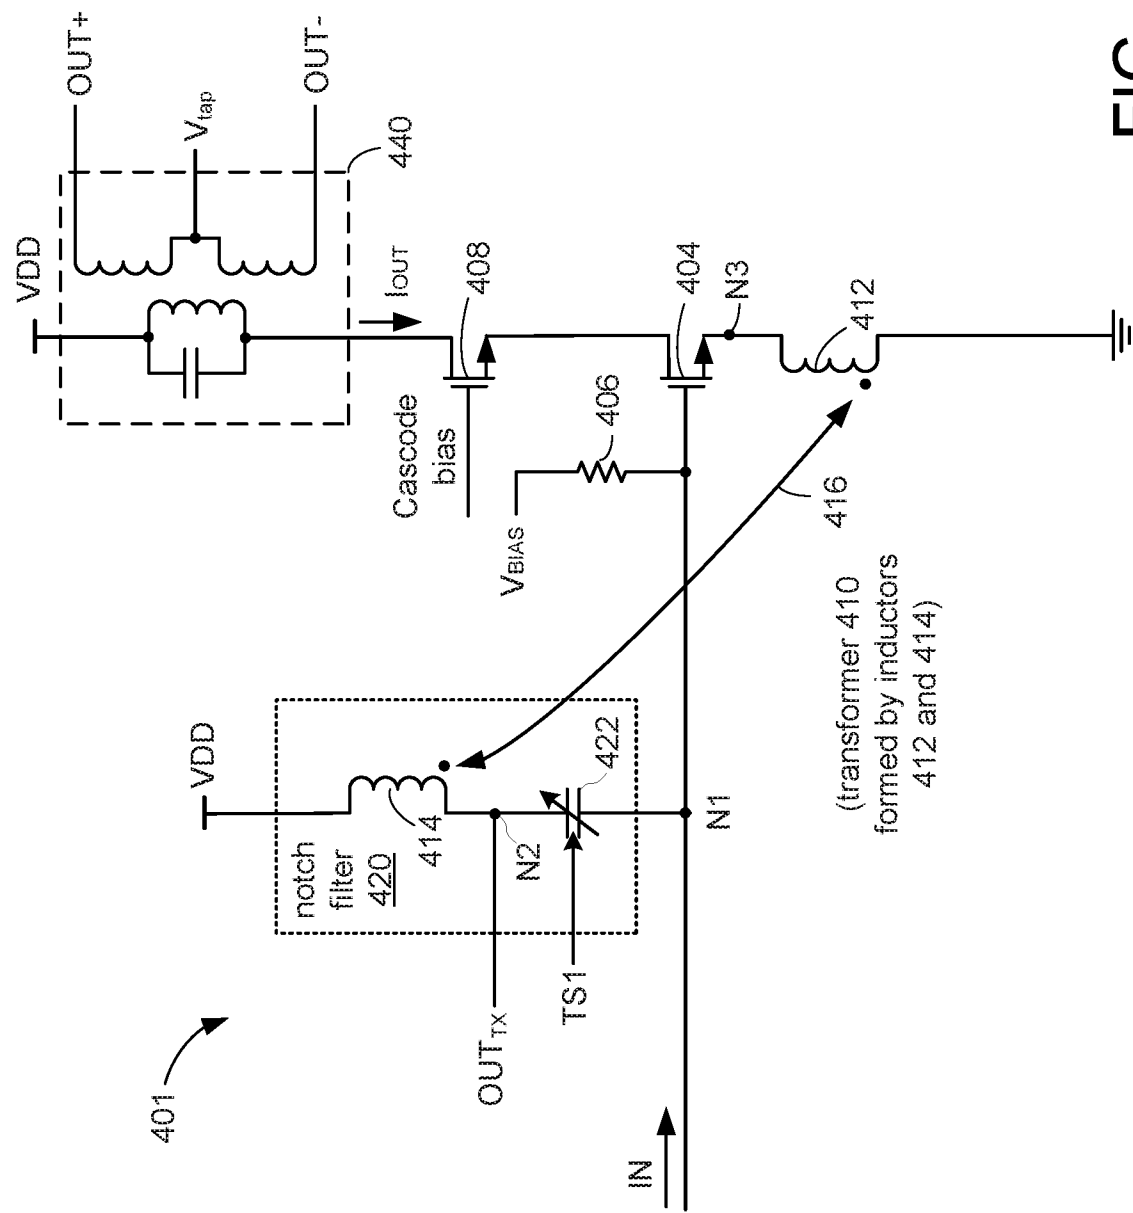 FIG
VDD
OUT+
Vtap
OUT-
440
IOUT
408
Cascode
bias
404
N3
412
406
VBIAS
416
(transformer 410
formed by inductors
412 and 414)
VDD
notch
filter
420
414
N2
422
N1
TS1
OUTTX
401
IN